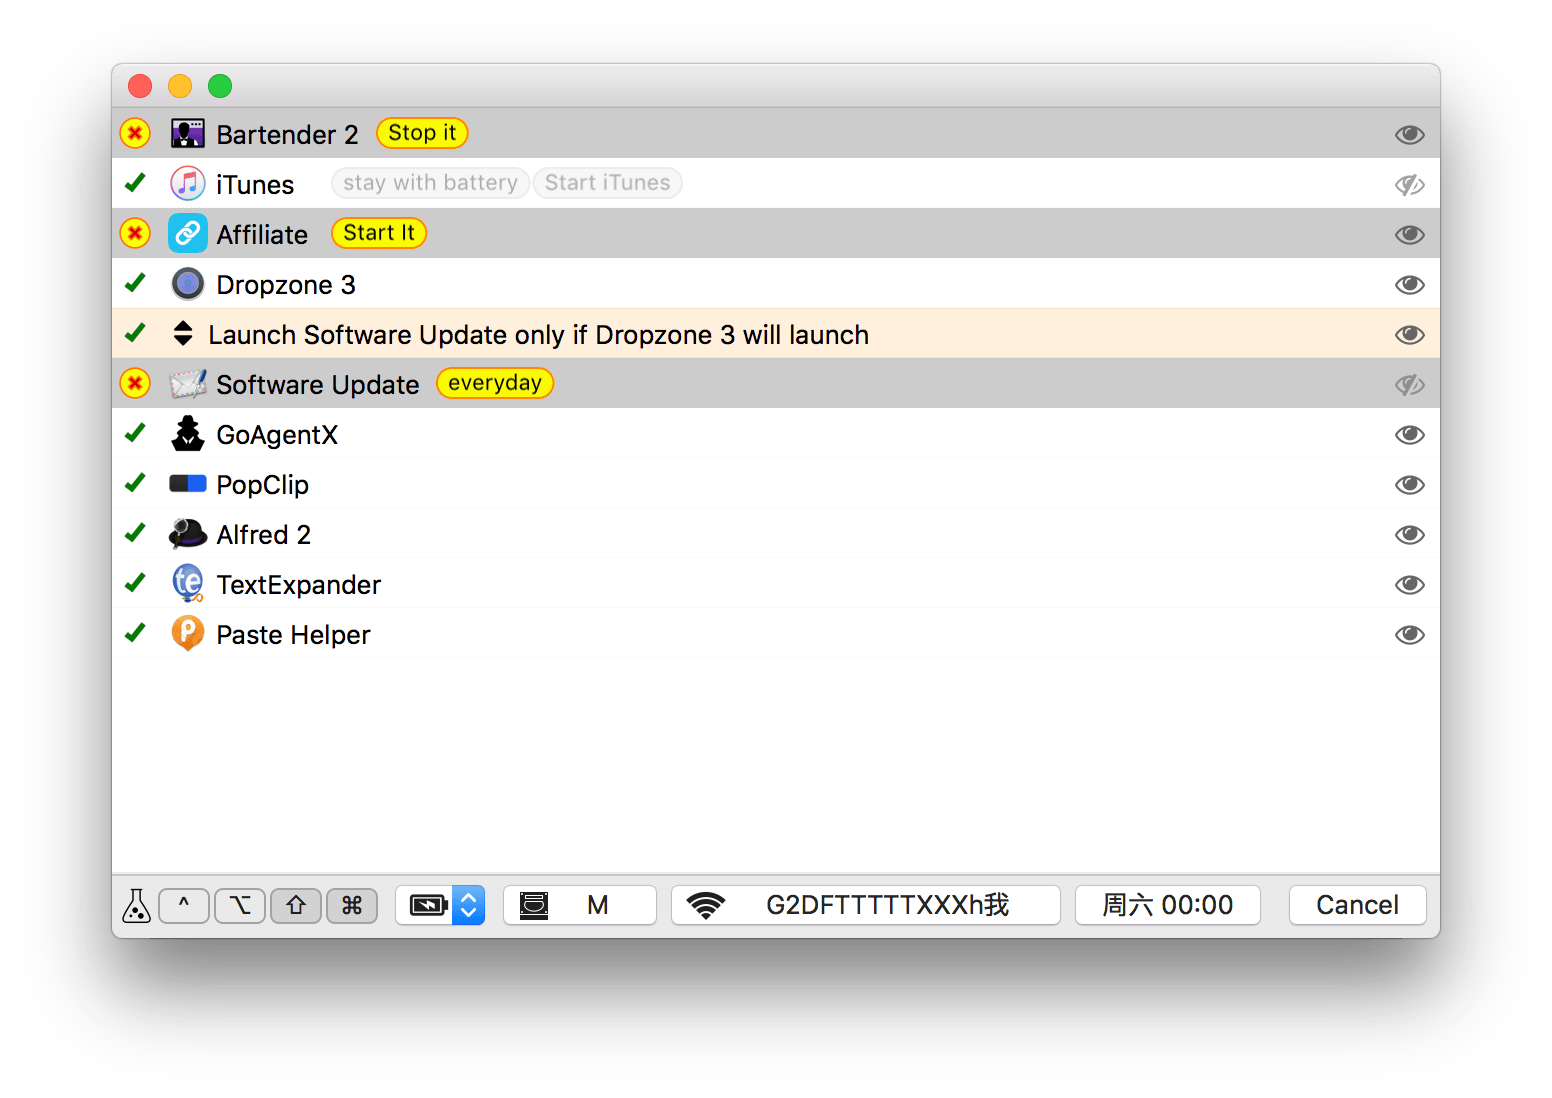 Bartender 2 Stop it
iTunes stay with battery Start iTunes
Affiliate Start It
Dropzone 3
Launch Software Update only if Dropzone 3 will launch
Software Update everyday
GoAgentX
PopClip
Alfred 2
te TextExpander
P Paste Helper
^ ⌥ ⇧ ⌘ M G2DFTTTTTXXXh我 周六 00:00 Cancel